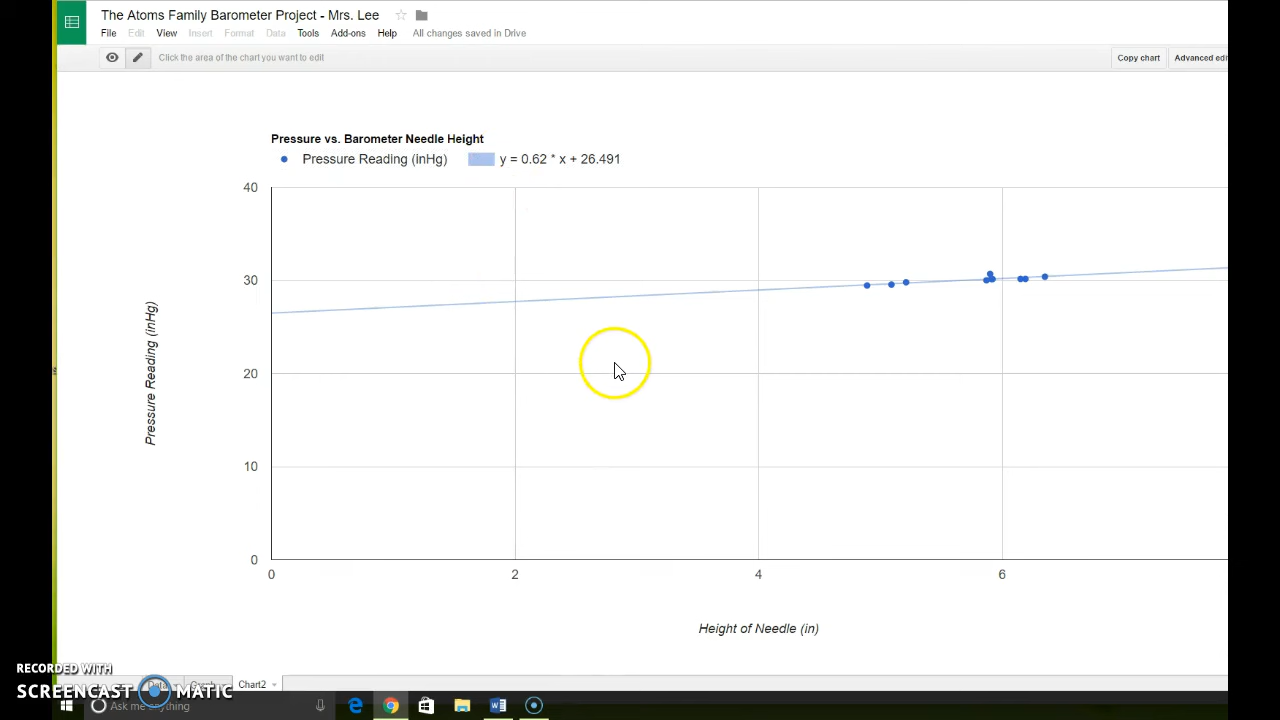 The Atoms Family Barometer Project - Mrs. Lee
File Edit View Insert Format Data Tools Add-ons Help All changes saved in Drive
Click the area of the chart you want to edit
Copy chart
Advanced
Pressure vs. Barometer Needle Height
Pressure Reading (inHg) y = 0.62 * x + 26.491
40
30
20
10
0
Pressure Reading (inHg)
0 2 4 6
Height of Needle (in)
RECORDED WITH
SCREENCAST MATIC
Chart2
Ask me anything